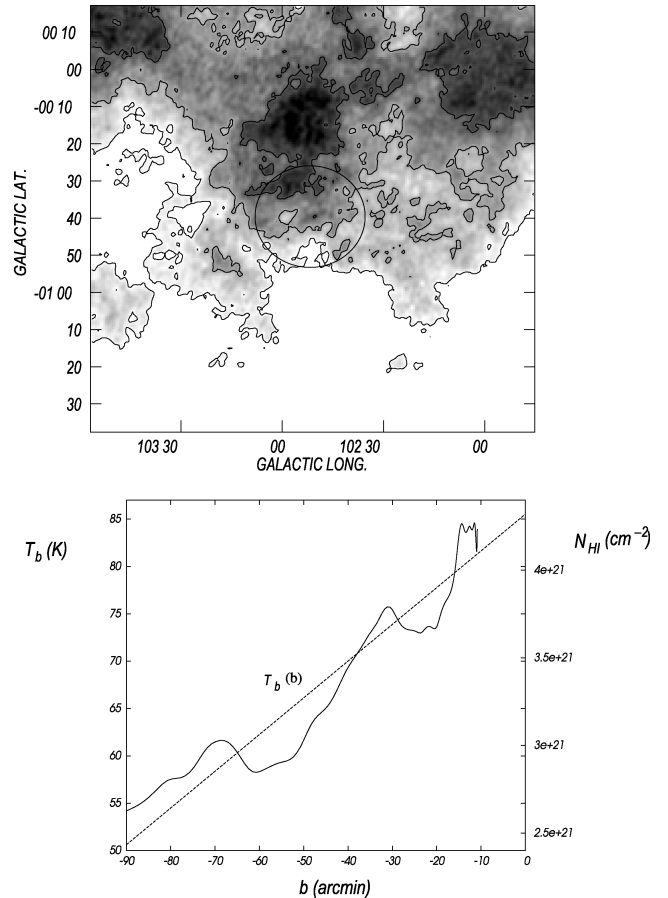 00 10
00
-00 10
20
30
40
50
-01 00
10
20
30
GALACTIC LAT.
103 30 00 102 30 00
GALACTIC LONG.
T_b (K)
N_HI (cm^-2)
85
80
75
70
65
60
55
50
4e+21
3.5e+21
3e+21
2.5e+21
T_b (b)
-90 -80 -70 -60 -50 -40 -30 -20 -10 0
b (arcmin)